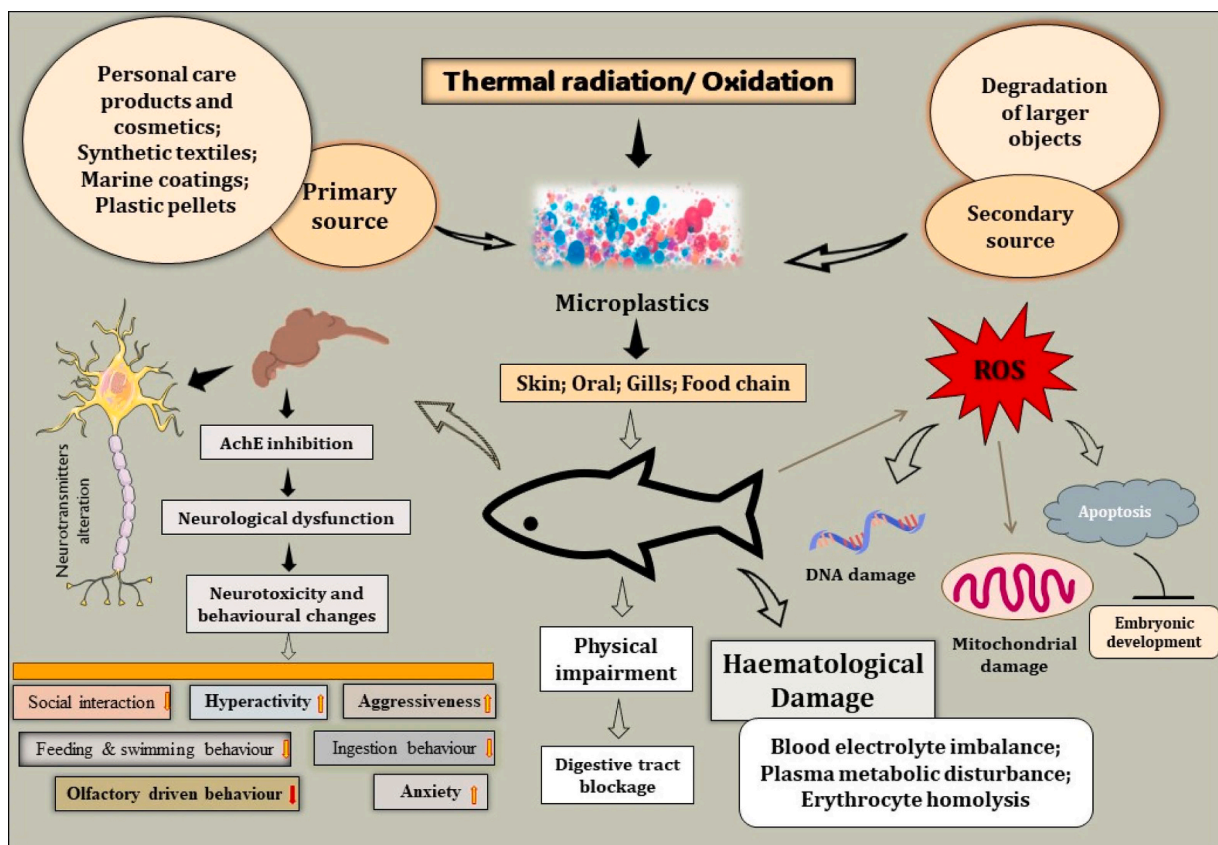 Personal care
products and
cosmetics;
Synthetic textiles;
Marine coatings;
Plastic pellets
Primary
source
Thermal radiation/ Oxidation
Degradation
of larger
objects
Secondary
source
Microplastics
Skin; Oral; Gills; Food chain
ROS
Neurotransmitters
alteration
AchE inhibition
Neurological dysfunction
Neurotoxicity and
behavioural changes
Social interaction
Hyperactivity
Aggressiveness
Feeding & swimming behaviour
Ingestion behaviour
Olfactory driven behaviour
Anxiety
Physical
impairment
Digestive tract
blockage
Haematological
Damage
Blood electrolyte imbalance;
Plasma metabolic disturbance;
Erythrocyte homolysis
DNA damage
Mitochondrial
damage
Apoptosis
Embryonic
development